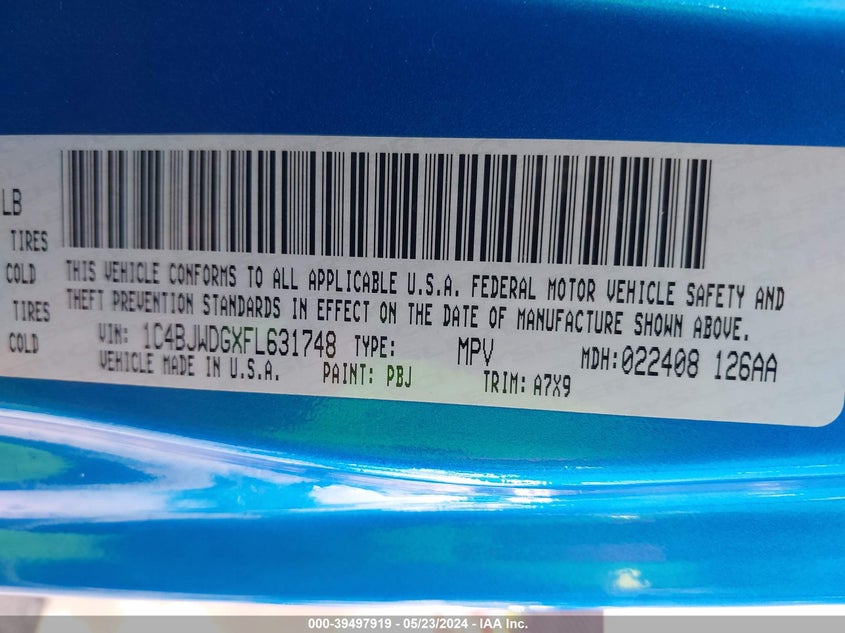 LB
TIRES
COLD
TIRES
COLD
THIS VEHICLE CONFORMS TO ALL APPLICABLE U.S.A. FEDERAL MOTOR VEHICLE SAFETY AND
THEFT PREVENTION STANDARDS IN EFFECT ON THE DATE OF MANUFACTURE SHOWN ABOVE.
VIN: 1C4BJWDGXFL631748 TYPE: MPV MDH:022408 126AA
VEHICLE MADE IN U.S.A. PAINT: PBJ TRIM: A7X9
000-39497919 - 05/23/2024 - IAA Inc.